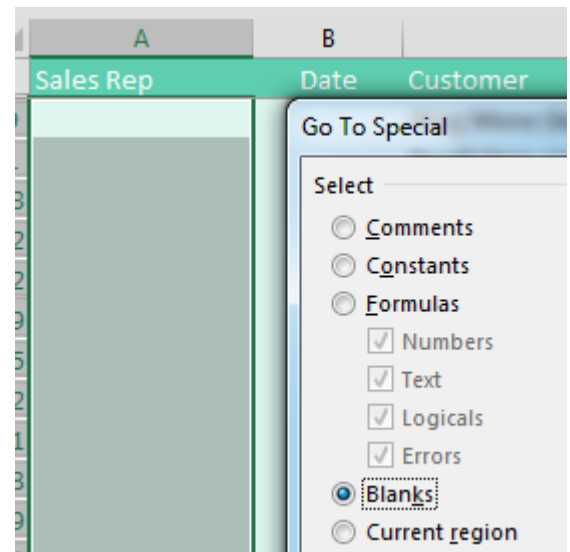 A B
Sales Rep Date Customer
Go To Special
Select
Comments
Constants
Formulas
Numbers
Text
Logicals
Errors
Blanks
Current region